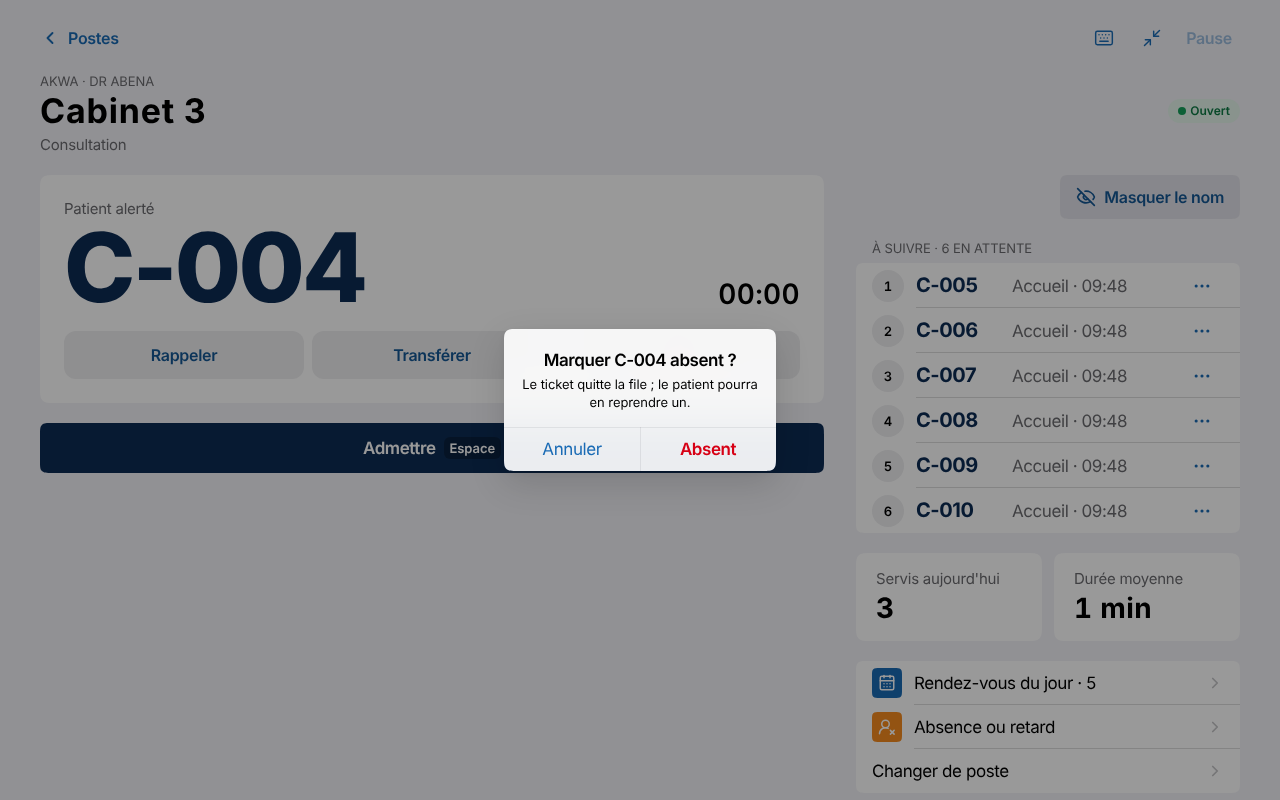 Postes
Pause
AKWA · DR ABENA
Cabinet 3
Ouvert
Consultation
Patient alerté
C-004
00:00
Rappeler
Transférer
Admettre Espace
Marquer C-004 absent ?
Le ticket quitte la file ; le patient pourra
en reprendre un.
Annuler
Absent
Masquer le nom
À SUIVRE · 6 EN ATTENTE
1 C-005 Accueil · 09:48
2 C-006 Accueil · 09:48
3 C-007 Accueil · 09:48
4 C-008 Accueil · 09:48
5 C-009 Accueil · 09:48
6 C-010 Accueil · 09:48
Servis aujourd'hui
3
Durée moyenne
1 min
Rendez-vous du jour · 5
Absence ou retard
Changer de poste